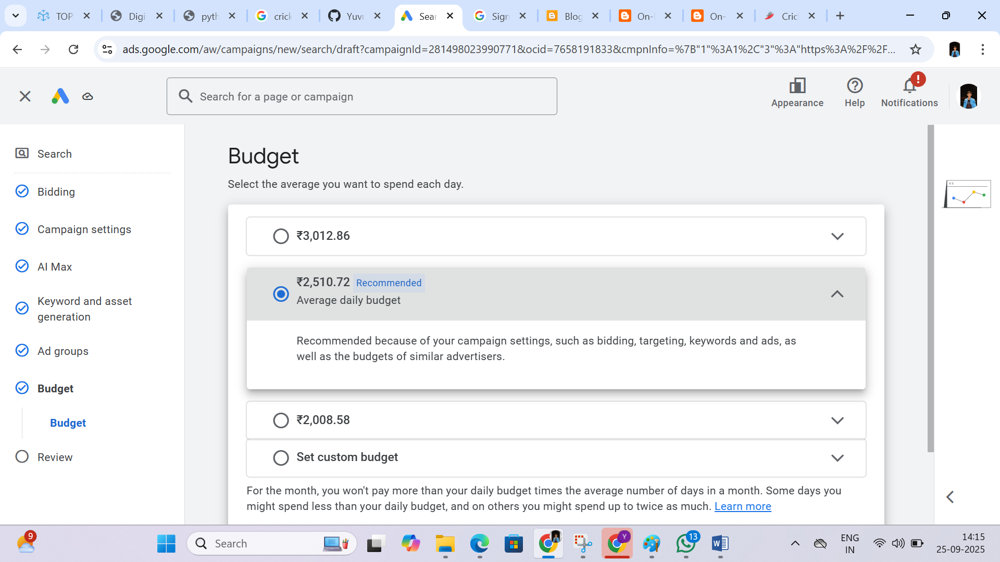 TOP
Digi
pyth
crick
Yuvr
Sear
Sign
Blog
On-
On-
Cric
ads.google.com/aw/campaigns/new/search/draft?campaignId=281498023990771&ocid=7658191833&cmpnInfo=%7B"1"%3A1%2C"3"%3A"https%3A%2F%2F...
Search for a page or campaign
Appearance
Help
!
Notifications
Search
Bidding
Campaign settings
AI Max
Keyword and asset
generation
Ad groups
Budget
Budget
Review
Budget
Select the average you want to spend each day.
₹3,012.86
₹2,510.72 Recommended
Average daily budget
Recommended because of your campaign settings, such as bidding, targeting, keywords and ads, as
well as the budgets of similar advertisers.
₹2,008.58
Set custom budget
For the month, you won't pay more than your daily budget times the average number of days in a month. Some days you
might spend less than your daily budget, and on others you might spend up to twice as much. Learn more
9
Search
Y
13
ENG
IN
14:15
25-09-2025